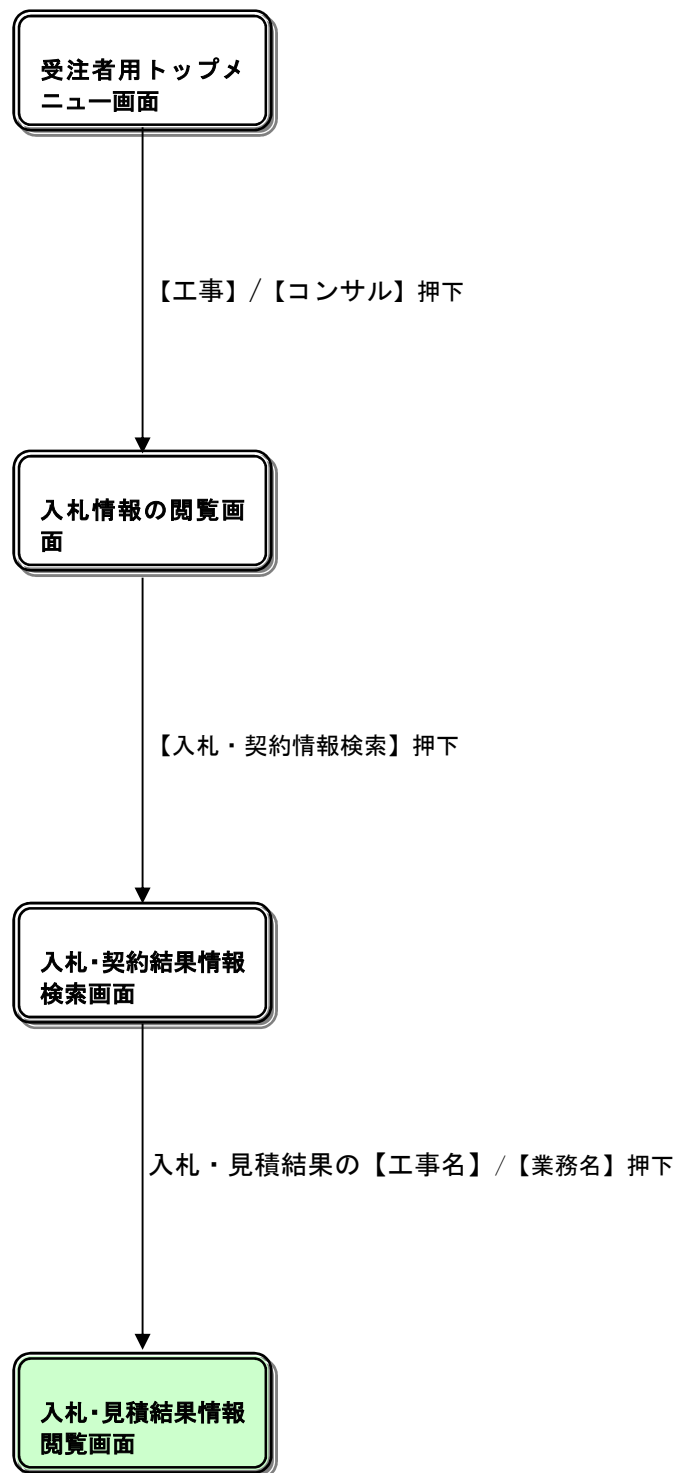 受注者用トップメ
ニュー画面
【工事】/【コンサル】押下
入札情報の閲覧画
面
【入札・契約情報検索】押下
入札・契約結果情報
検索画面
入札・見積結果の【工事名】/【業務名】押下
入札・見積結果情報
閲覧画面